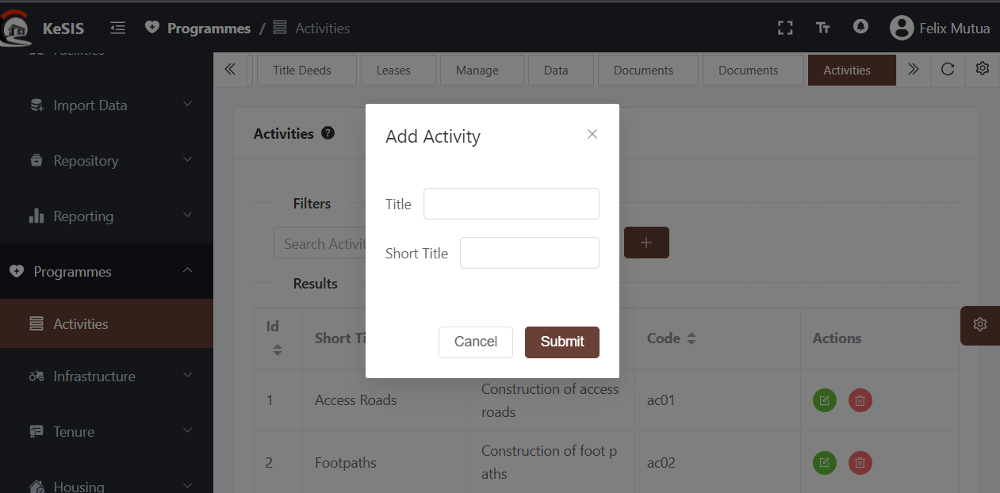 KeSIS
Programmes / Activities
Felix Mutua
Facilities
Import Data
Repository
Reporting
Programmes
Activities
Infrastructure
Tenure
Housing
Title Deeds
Leases
Manage
Data
Documents
Documents
Activities
Activities
Filters
Search Activit
Results
Add Activity
Title
Short Title
Cancel
Submit
Id
Short Ti
Code
Actions
1
Access Roads
Construction of access
roads
ac01
2
Footpaths
Construction of foot p
aths
ac02